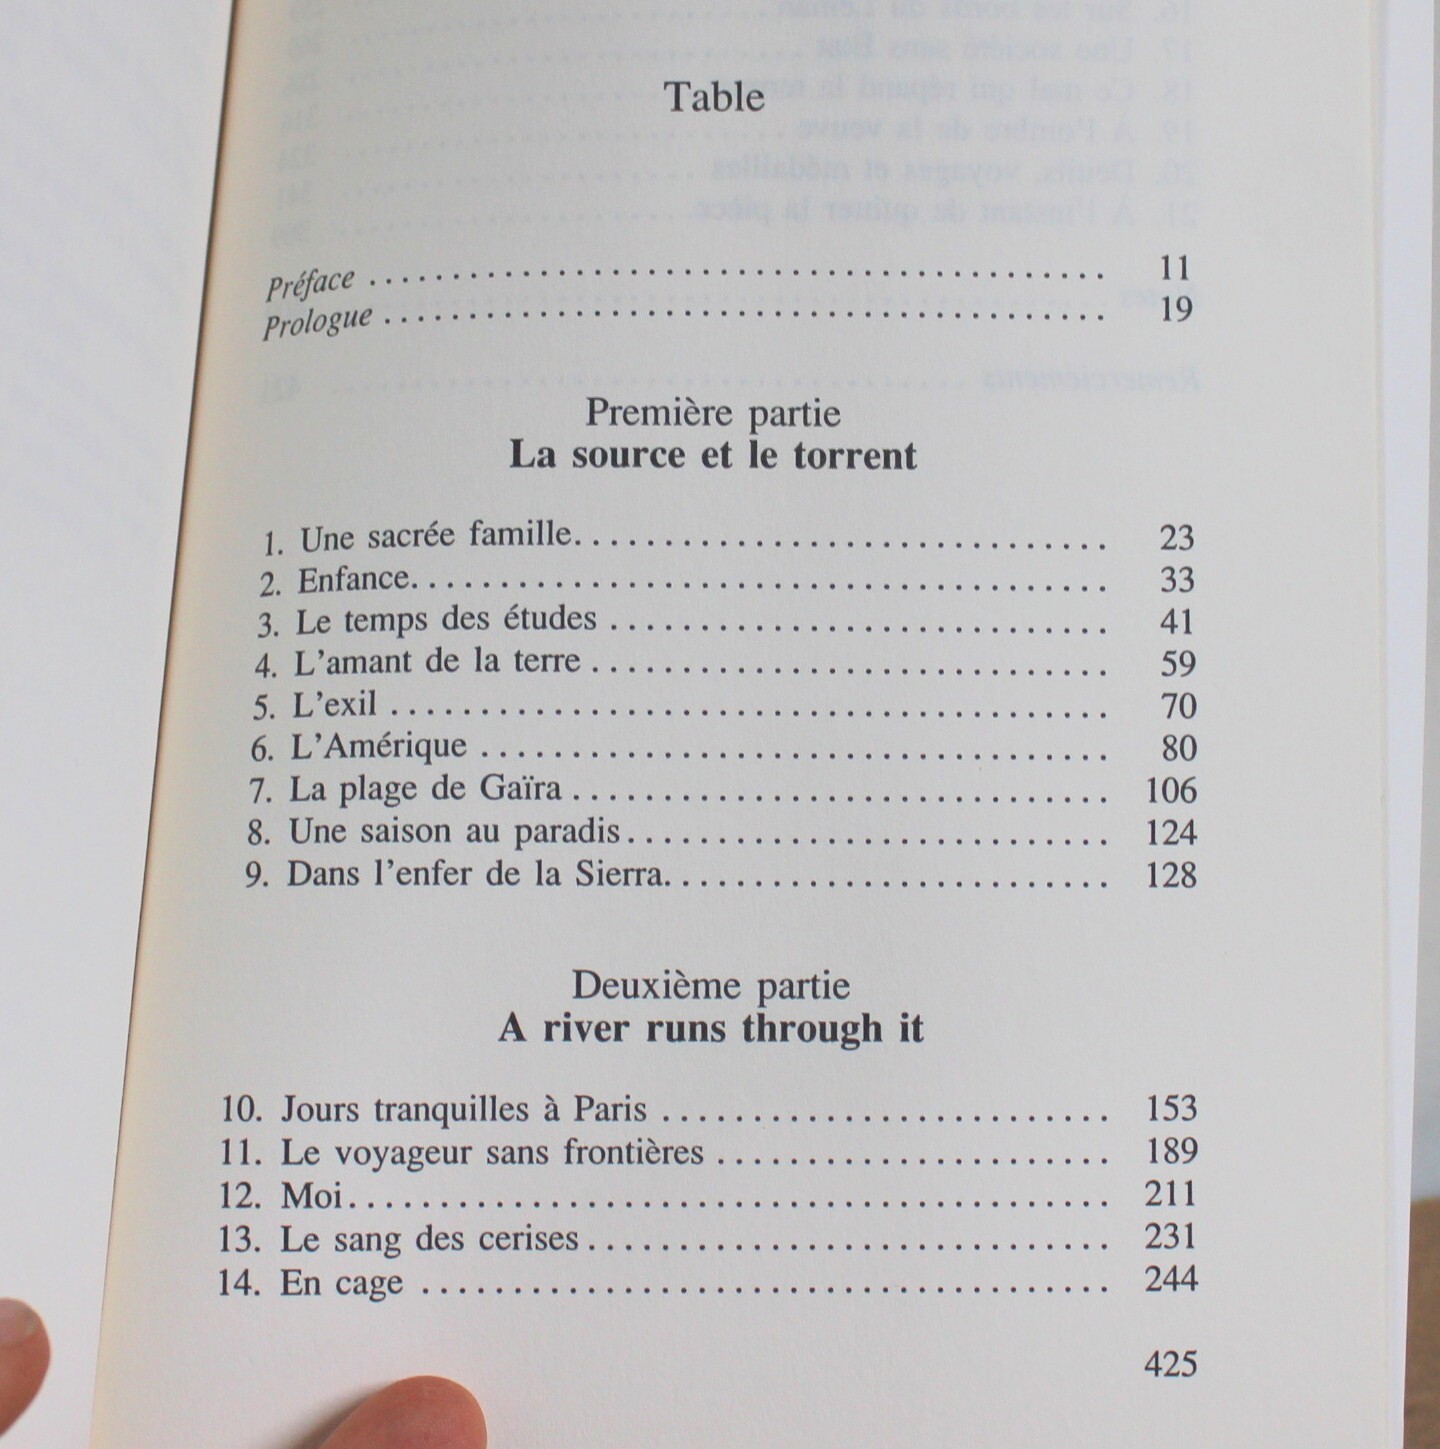 Table
Préface 11
Prologue 19
Première partie
La source et le torrent
1. Une sacrée famille 23
2. Enfance 33
3. Le temps des études 41
4. L'amant de la terre 59
5. L'exil 70
6. L'Amérique 80
7. La plage de Gaïra 106
8. Une saison au paradis 124
9. Dans l'enfer de la Sierra 128
Deuxième partie
A river runs through it
10. Jours tranquilles à Paris 153
11. Le voyageur sans frontières 189
12. Moi 211
13. Le sang des cerises 231
14. En cage 244
425